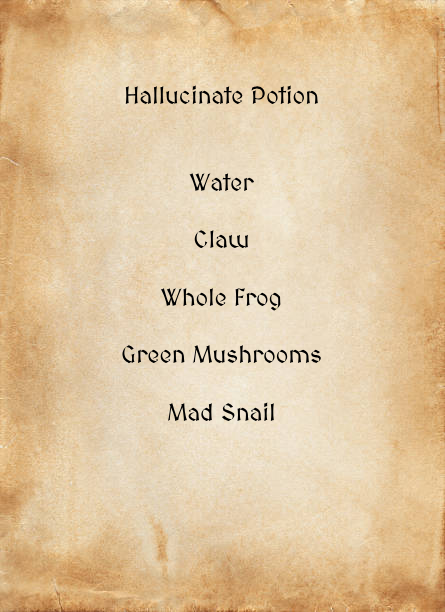 Hallucinate Potion
Water
Claw
Whole Frog
Green Mushrooms
Mad Snail